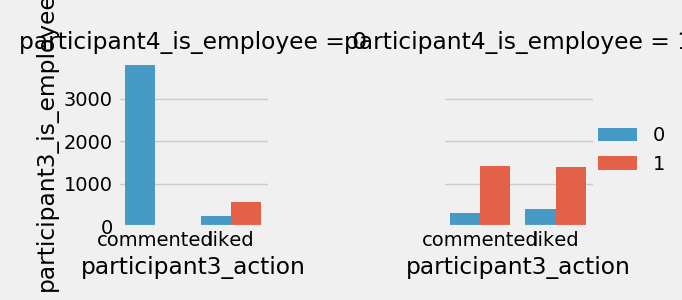 participant4_is_employee = 0
participant4_is_employee = 1
participant3_is_employee
3000
2000
1000
0
commented liked
participant3_action
commented liked
participant3_action
0
1